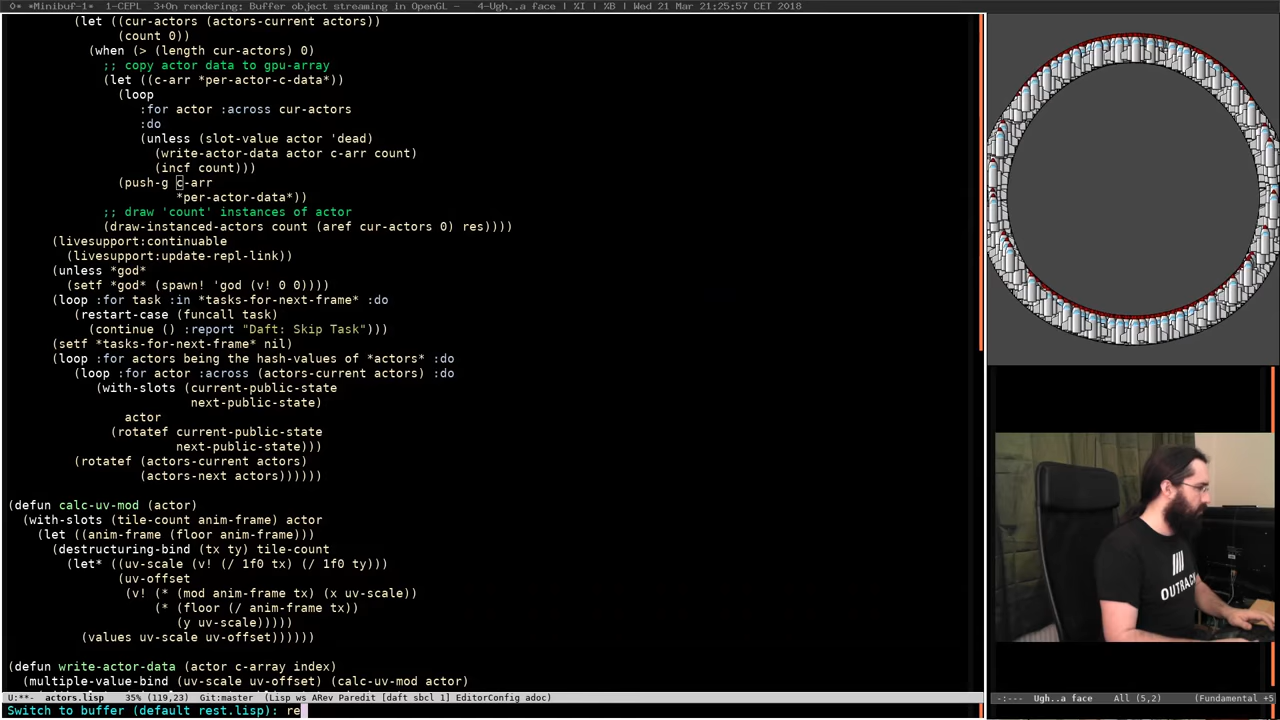 0* *Minibuf-1* 1-CEPL 3+On rendering: Buffer object streaming in OpenGL - 4-Ugh..a face | %I | %B | Wed 21 Mar 21:25:57 CET 2018
(let ((cur-actors (actors-current actors))
(count 0))
(when (> (length cur-actors) 0)
;; copy actor data to gpu-array
(let ((c-arr *per-actor-c-data*))
(loop
:for actor :across cur-actors
:do
(unless (slot-value actor 'dead)
(write-actor-data actor c-arr count)
(incf count)))
(push-g c-arr
*per-actor-data*))
;; draw 'count' instances of actor
(draw-instanced-actors count (aref cur-actors 0) res))))
(livesupport:continuable
(livesupport:update-repl-link))
(unless *god*
(setf *god* (spawn! 'god (v! 0 0))))
(loop :for task :in *tasks-for-next-frame* :do
(restart-case (funcall task)
(continue () :report "Daft: Skip Task")))
(setf *tasks-for-next-frame* nil)
(loop :for actors being the hash-values of *actors* :do
(loop :for actor :across (actors-current actors) :do
(with-slots (current-public-state
next-public-state)
actor
(rotatef current-public-state
next-public-state)))
(rotatef (actors-current actors)
(actors-next actors))))))
(defun calc-uv-mod (actor)
(with-slots (tile-count anim-frame) actor
(let ((anim-frame (floor anim-frame)))
(destructuring-bind (tx ty) tile-count
(let* ((uv-scale (v! (/ 1f0 tx) (/ 1f0 ty)))
(uv-offset
(v! (* (mod anim-frame tx) (x uv-scale))
(* (floor (/ anim-frame tx))
(y uv-scale)))))
(values uv-scale uv-offset))))))
(defun write-actor-data (actor c-array index)
(multiple-value-bind (uv-scale uv-offset) (calc-uv-mod actor)
U:**- actors.lisp 35% (119,23) Git:master (lisp ws ARev Paredit [daft sbcl 1] EditorConfig adoc)
Switch to buffer (default rest.lisp): re
OUTRACK
-:--- Ugh..a face All (5,2) (Fundamental +5